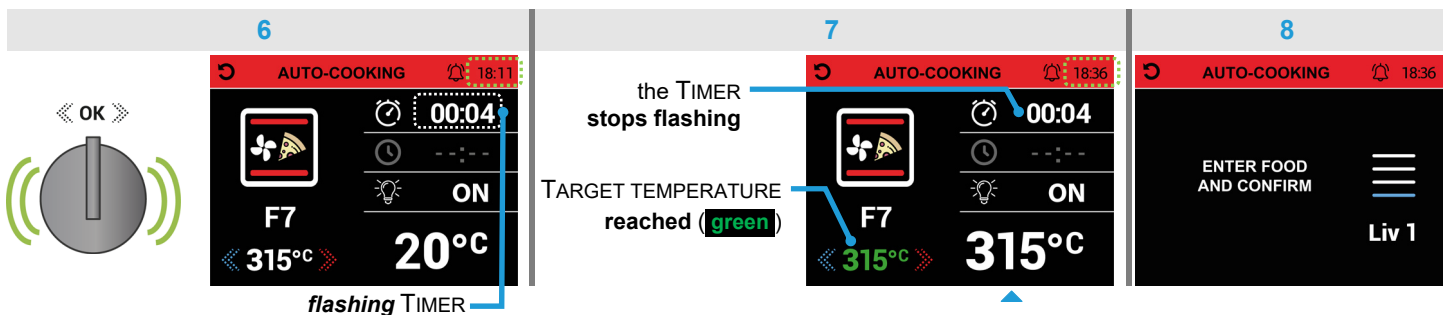 6
7
8
OK
AUTO-COOKING 18:11
00:04
--:--
ON
F7
315°C
20°C
flashing TIMER
the TIMER
stops flashing
TARGET TEMPERATURE
reached (green)
AUTO-COOKING 18:36
00:04
--:--
ON
F7
315°C
315°C
AUTO-COOKING 18:36
ENTER FOOD
AND CONFIRM
Liv 1